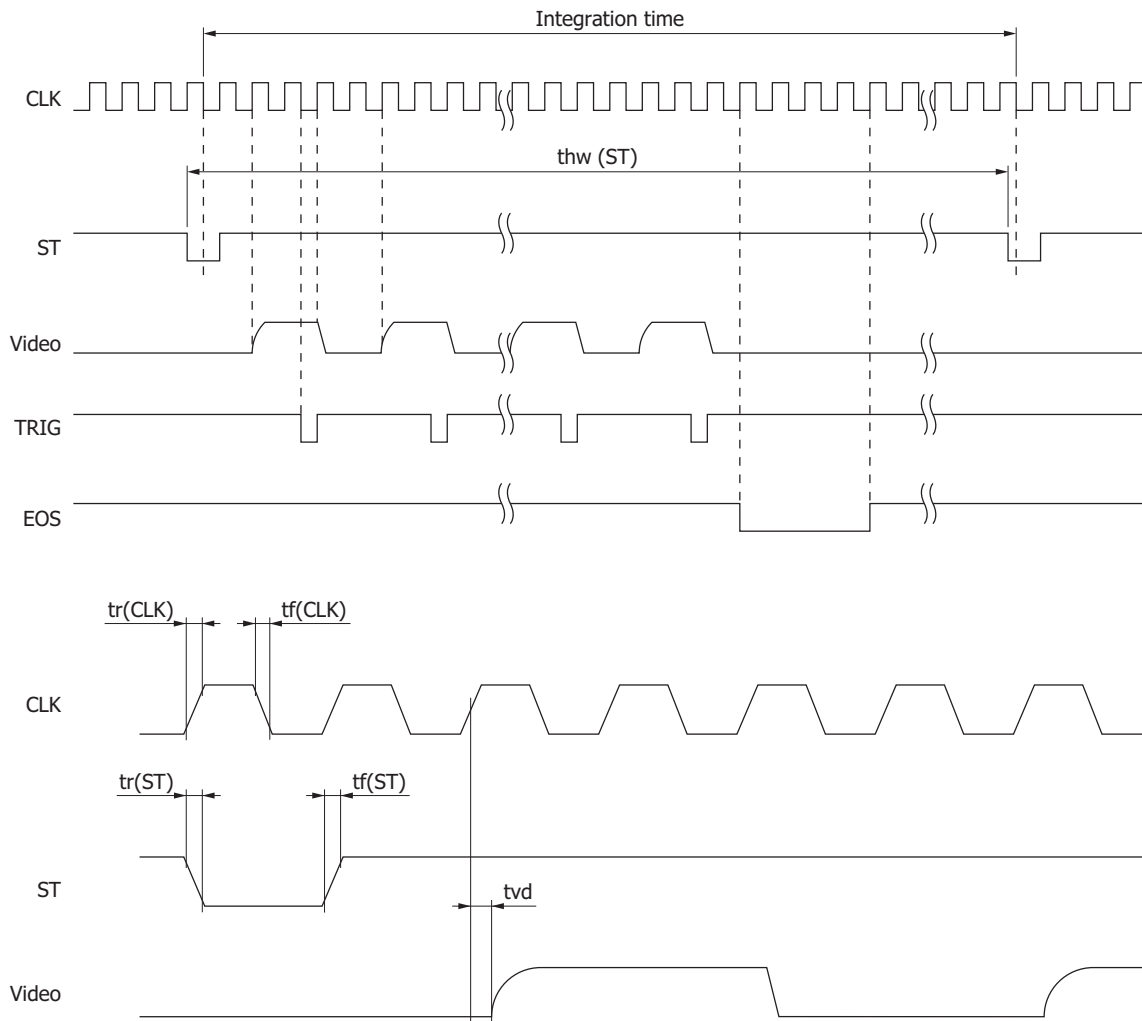 Integration time
CLK
thw (ST)
ST
Video
TRIG
EOS
tr(CLK)
tf(CLK)
CLK
tr(ST)
tf(ST)
ST
tvd
Video